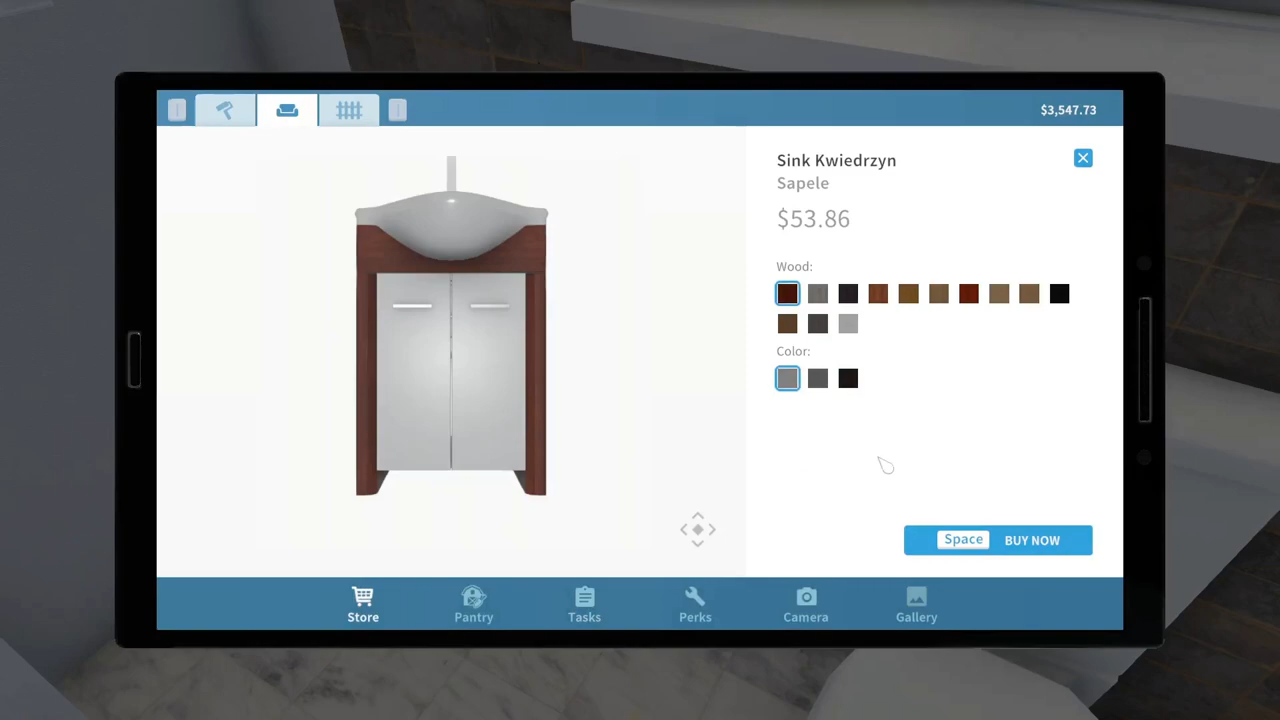 $3,547.73
Sink Kwiedrzyn
Sapele
$53.86
Wood:
Color:
Space BUY NOW
Store Pantry Tasks Perks Camera Gallery